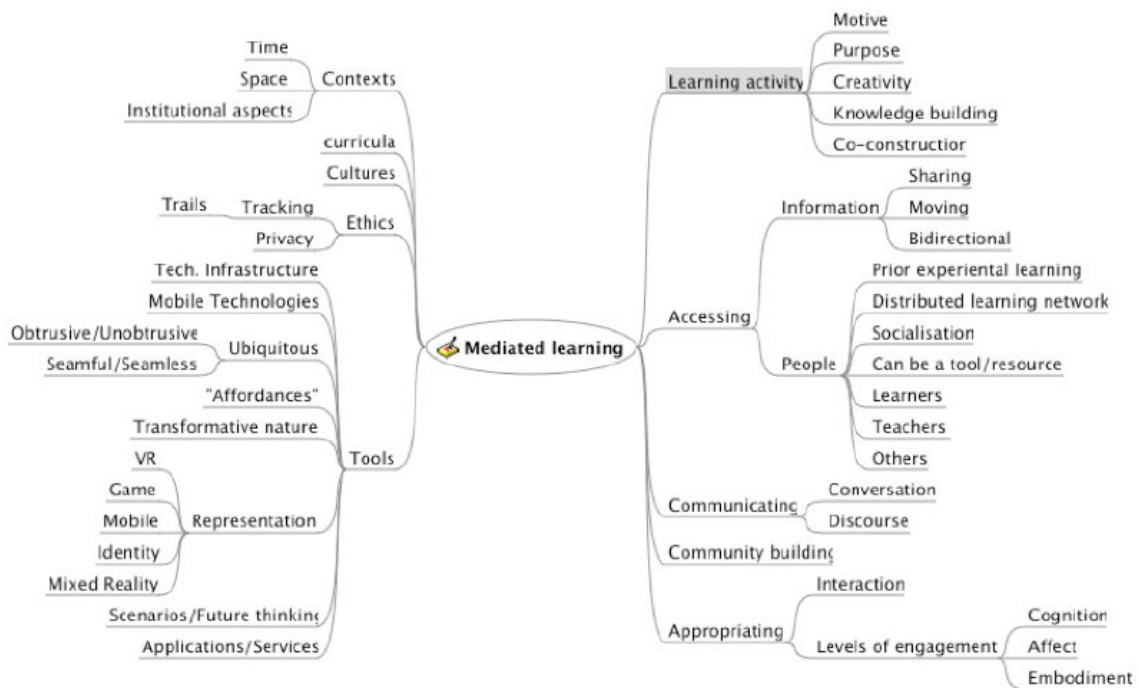 Time
Space
Institutional aspects
Contexts
curricula
Cultures
Trails
Tracking
Privacy
Ethics
Tech. Infrastructure
Mobile Technologies
Obtrusive/Unobtrusive
Seamful/Seamless
Ubiquitous
"Affordances"
Transformative nature
VR
Game
Mobile
Identity
Mixed Reality
Representation
Scenarios/Future thinking
Applications/Services
Tools
Mediated learning
Learning activity
Motive
Purpose
Creativity
Knowledge building
Co-construction
Accessing
Information
Sharing
Moving
Bidirectional
People
Prior experiental learning
Distributed learning network
Socialisation
Can be a tool/resource
Learners
Teachers
Others
Communicating
Conversation
Discourse
Community building
Appropriating
Interaction
Levels of engagement
Cognition
Affect
Embodiment